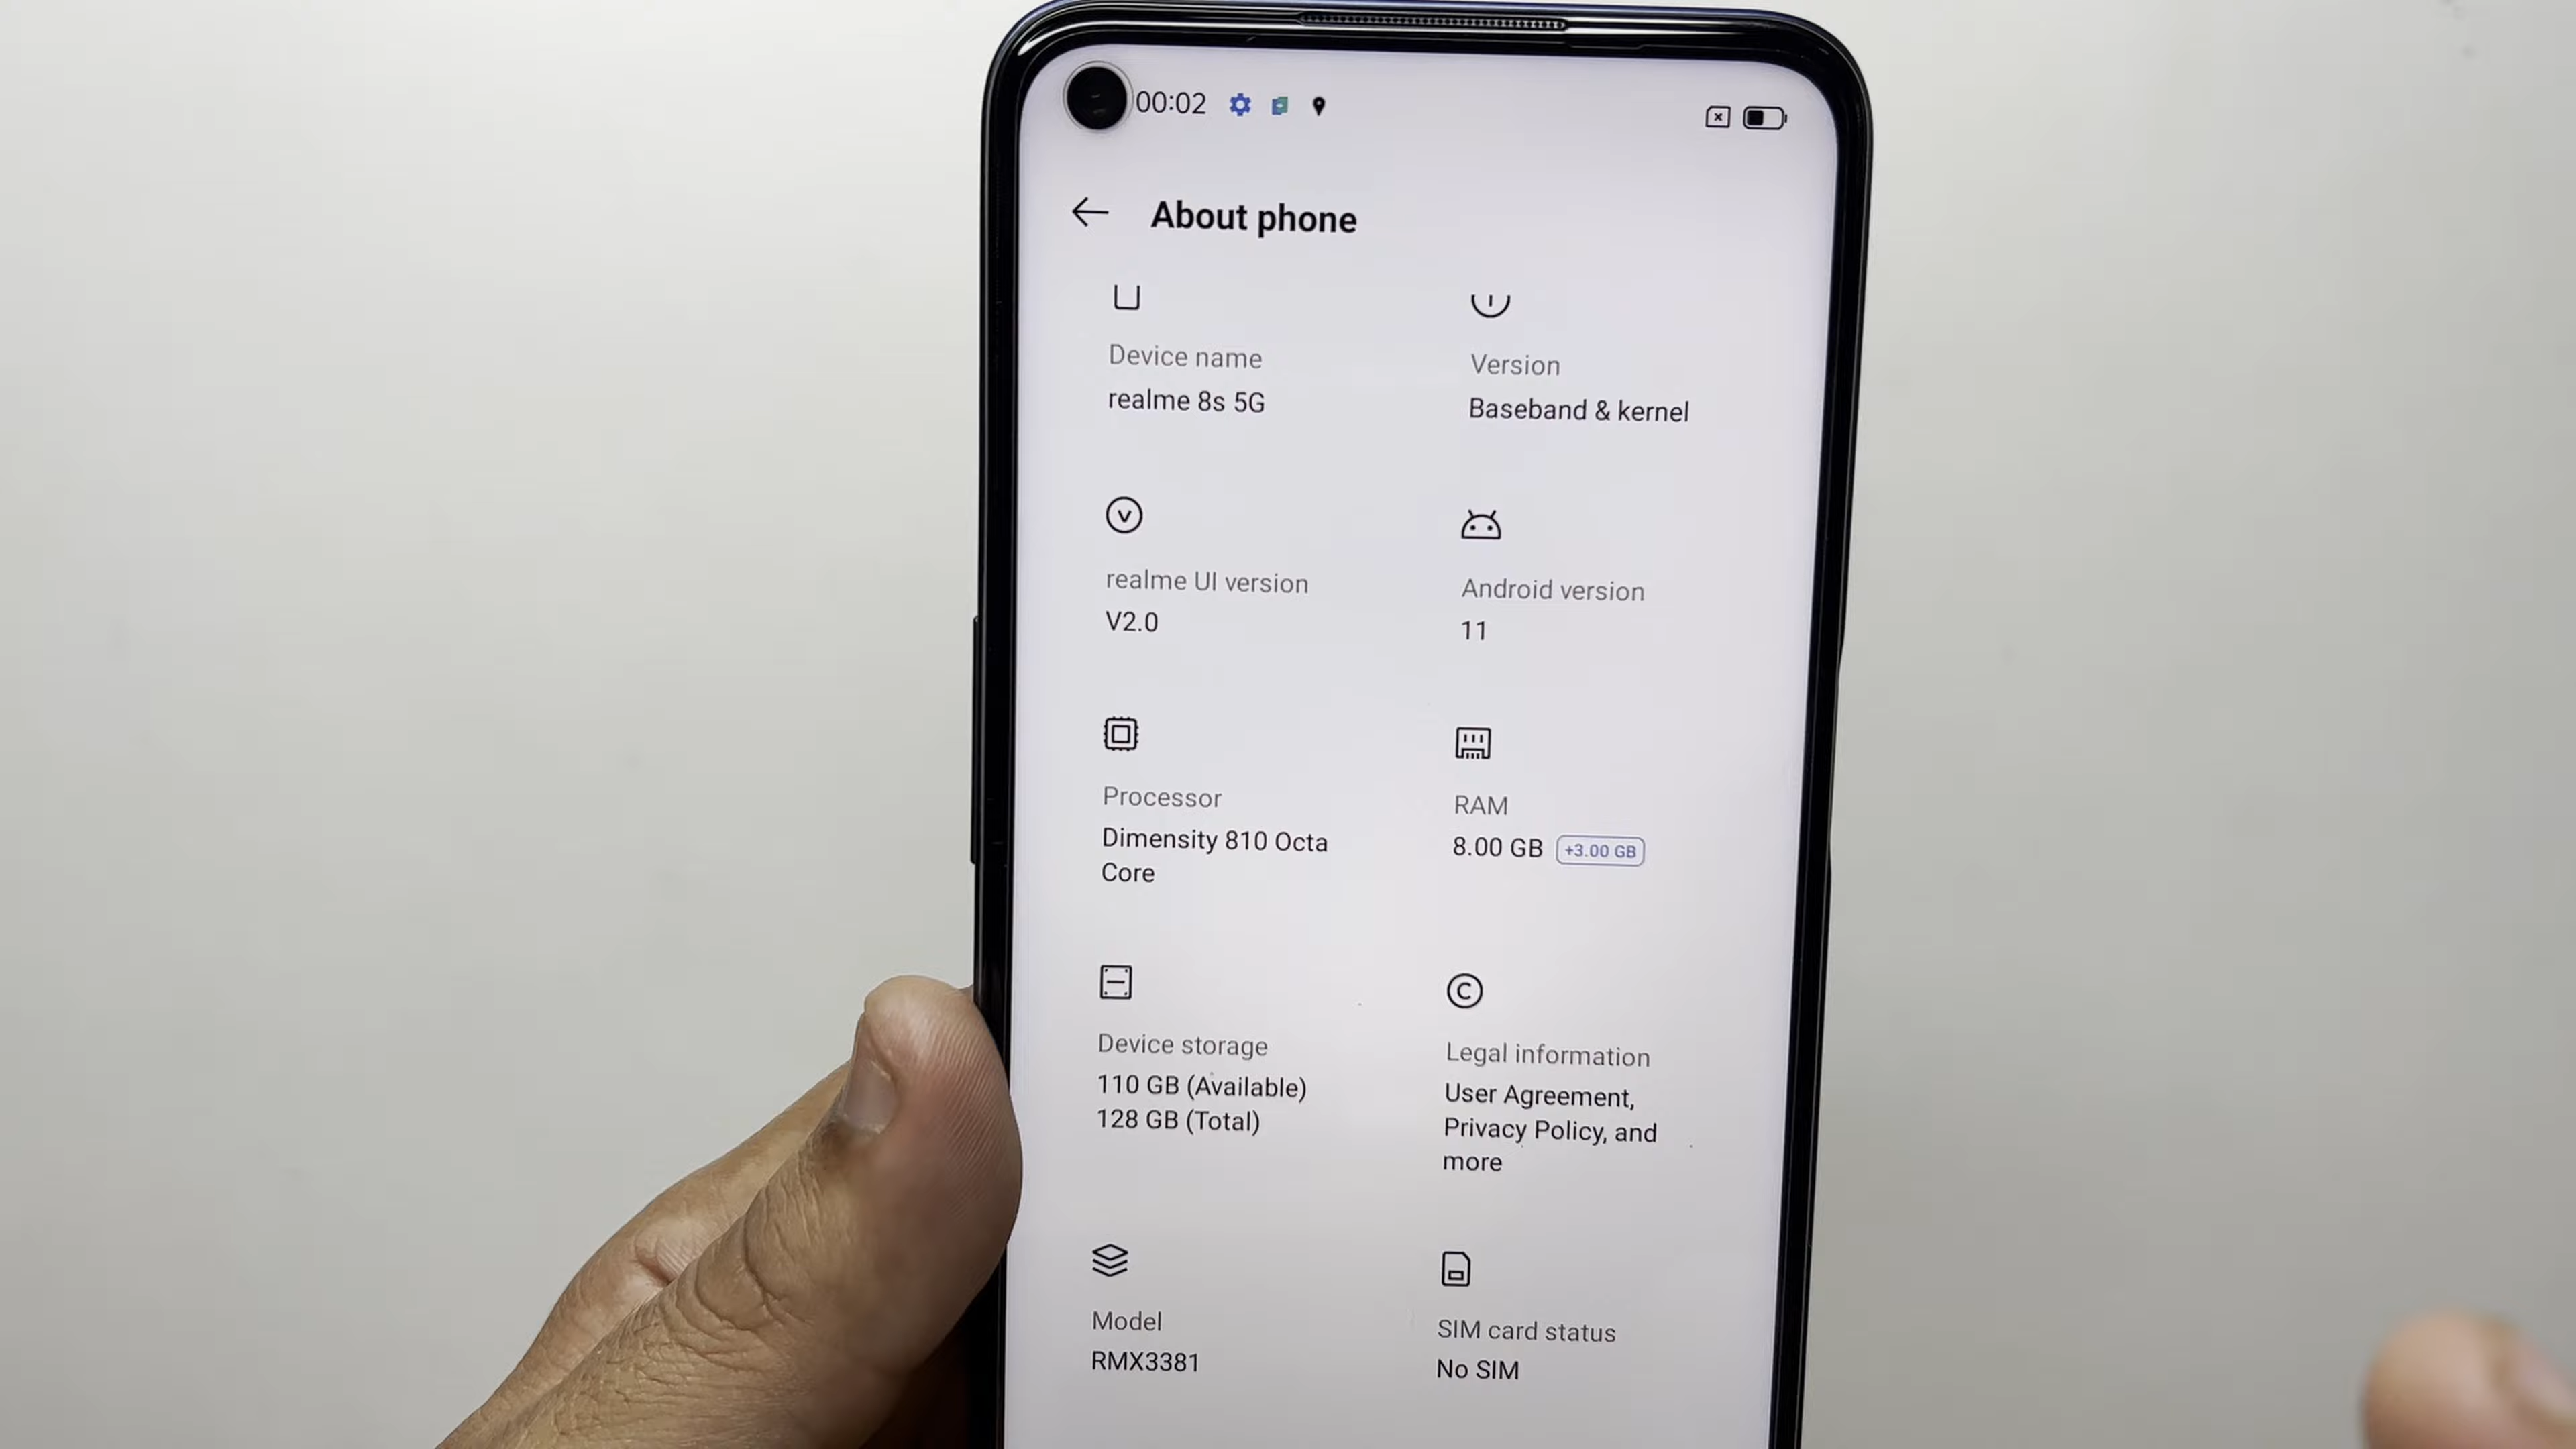 00:02
About phone
Device name
realme 8s 5G
Version
Baseband & kernel
realme UI version
V2.0
Android version
11
Processor
Dimensity 810 Octa
Core
RAM
8.00 GB +3.00 GB
Device storage
110 GB (Available)
128 GB (Total)
Legal information
User Agreement,
Privacy Policy, and
more
Model
RMX3381
SIM card status
No SIM